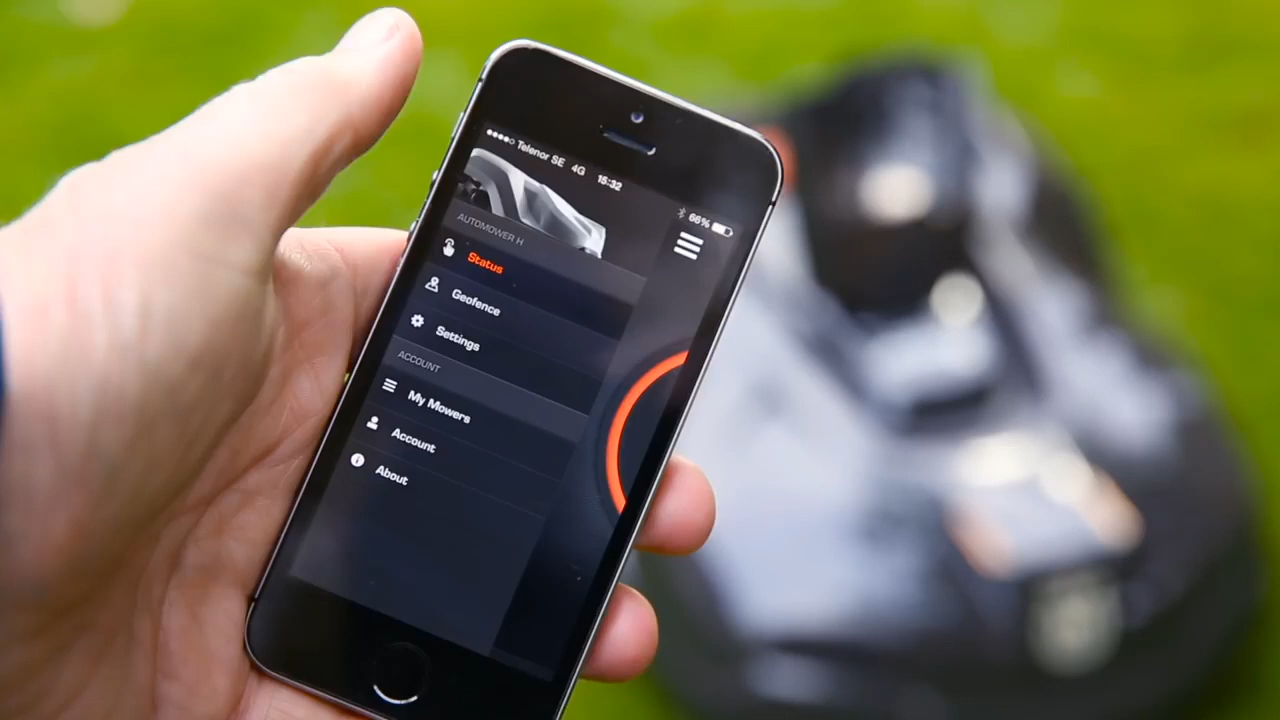 Telenor SE 4G 15:32
66%
AUTOMOWER H
Status
Geofence
Settings
ACCOUNT
My Mowers
Account
About